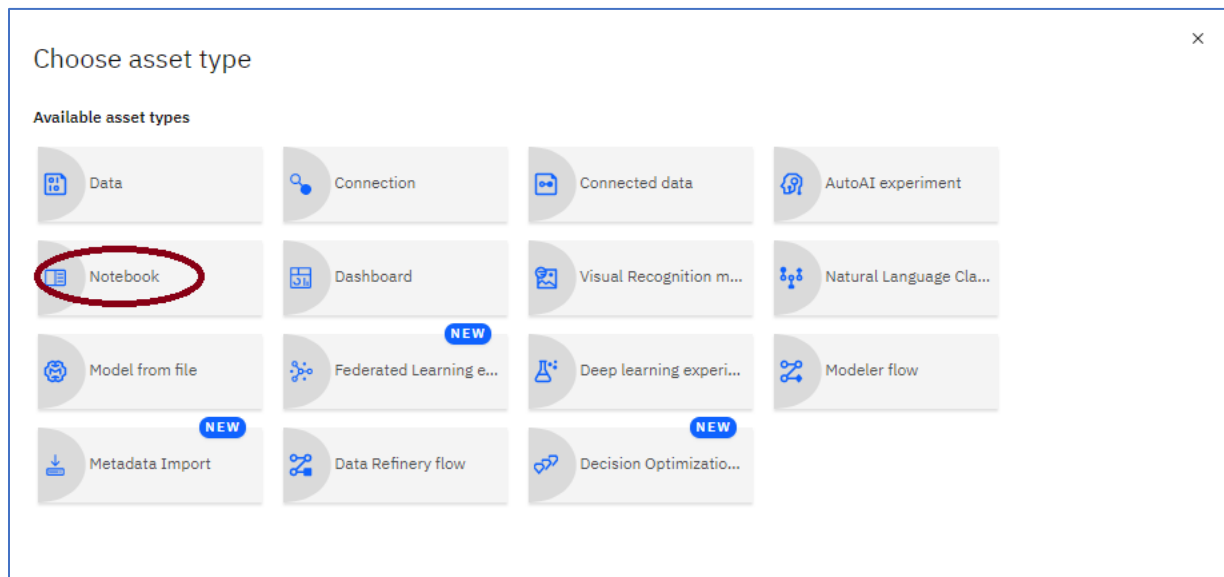 Choose asset type
Available asset types
Data
Connection
Connected data
AutoAI experiment
Notebook
Dashboard
Visual Recognition m...
Natural Language Cla...
NEW
Model from file
Federated Learning e...
Deep learning experi...
Modeler flow
NEW
NEW
Metadata Import
Data Refinery flow
Decision Optimizatio...